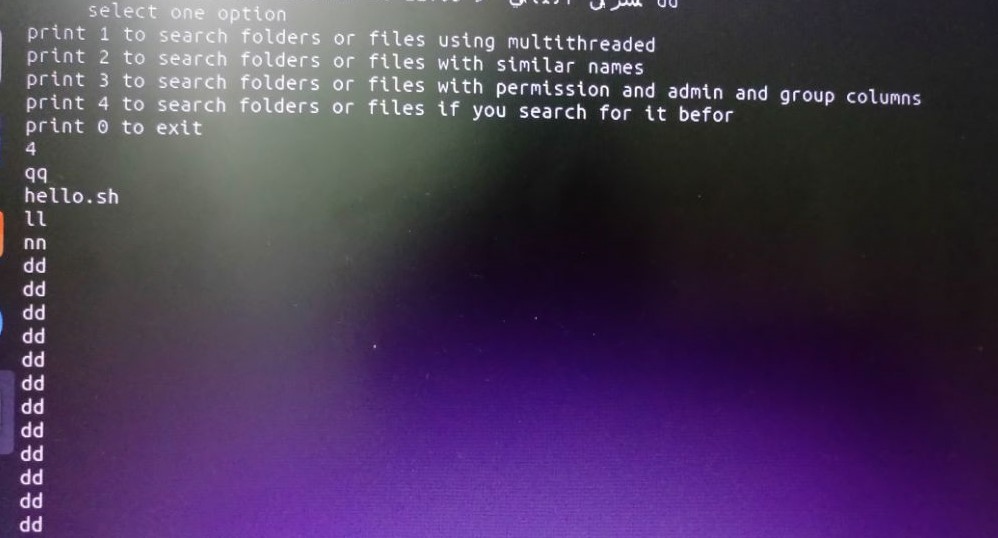 dd
select one option
print 1 to search folders or files using multithreaded
print 2 to search folders or files with similar names
print 3 to search folders or files with permission and admin and group columns
print 4 to search folders or files if you search for it befor
print 0 to exit
4
qq
hello.sh
ll
nn
dd
dd
dd
dd
dd
dd
dd
dd
dd
dd
dd
dd